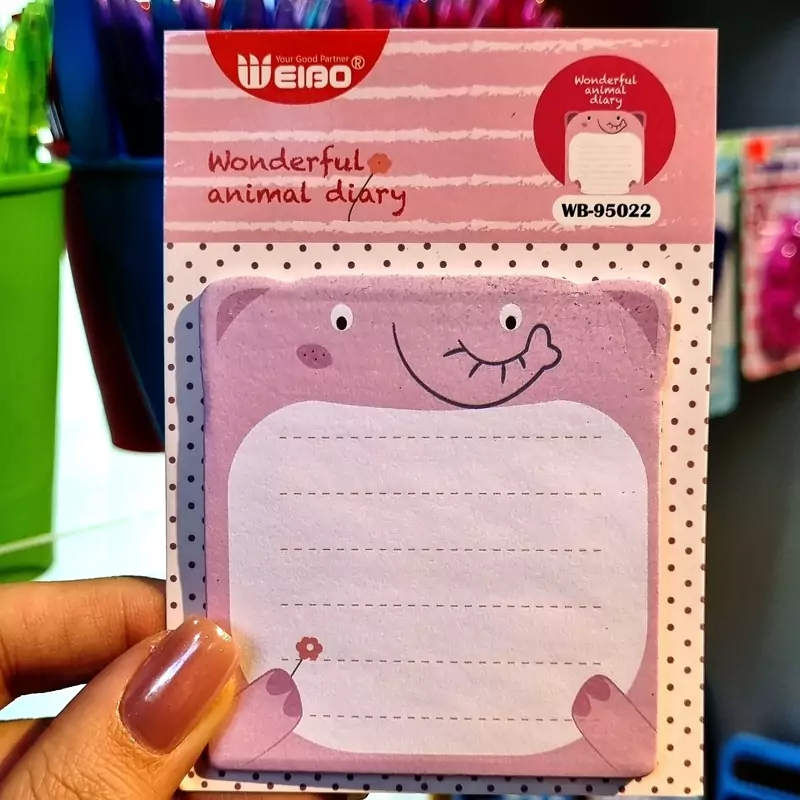 Your Good Partner
WEIBO®
Wonderful
animal diary
Wonderful
animal
diary
WB-95022